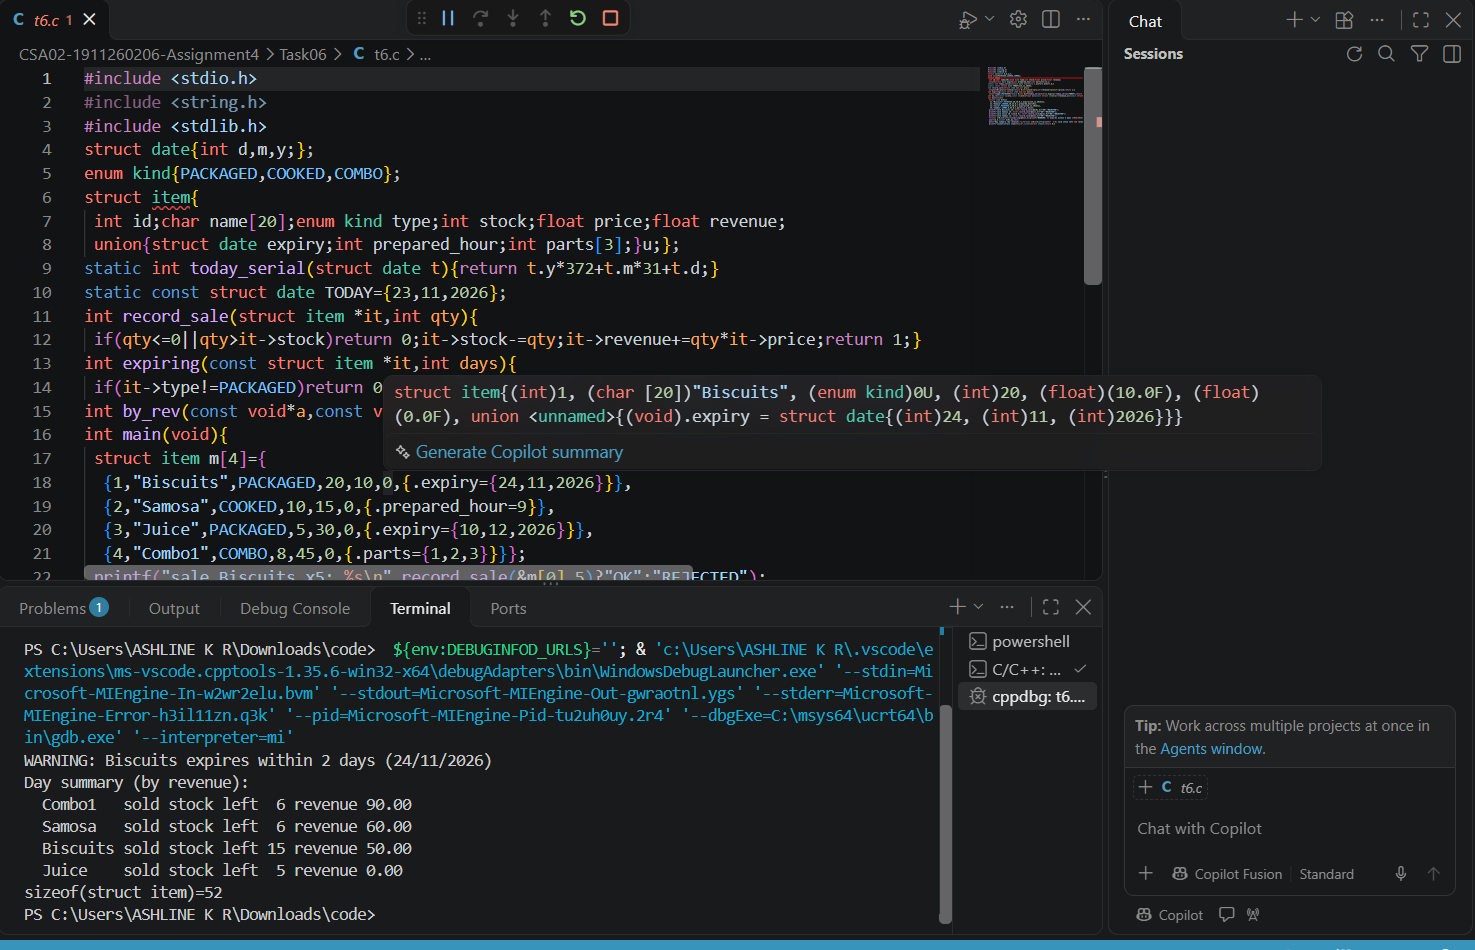 C t6.c 1
Chat
CSA02-1911260206-Assignment4 > Task06 > C t6.c > ...
Sessions
1 #include <stdio.h>
2 #include <string.h>
3 #include <stdlib.h>
4 struct date{int d,m,y;};
5 enum kind{PACKAGED,COOKED,COMBO};
6 struct item{
7 int id;char name[20];enum kind type;int stock;float price;float revenue;
8 union{struct date expiry;int prepared_hour;int parts[3];}u;};
9 static int today_serial(struct date t){return t.y*372+t.m*31+t.d;}
10 static const struct date TODAY={23,11,2026};
11 int record_sale(struct item *it,int qty){
12 if(qty<=0||qty>it->stock)return 0;it->stock-=qty;it->revenue+=qty*it->price;return 1;}
13 int expiring(const struct item *it,int days){
14 if(it->type!=PACKAGED)return 0
15 int by_rev(const void*a,const v
16 int main(void){
17 struct item m[4]={
18 {1,"Biscuits",PACKAGED,20,10,0,{.expiry={24,11,2026}}},
19 {2,"Samosa",COOKED,10,15,0,{.prepared_hour=9}},
20 {3,"Juice",PACKAGED,5,30,0,{.expiry={10,12,2026}}},
21 {4,"Combo1",COMBO,8,45,0,{.parts={1,2,3}}}};
22 printf("sale Biscuits x5: %s\n",record_sale(&m[0],5)?"OK":"REJECTED");
struct item{(int)1, (char [20])"Biscuits", (enum kind)0U, (int)20, (float)(10.0F), (float)
(0.0F), union <unnamed>{(void).expiry = struct date{(int)24, (int)11, (int)2026}}}
Generate Copilot summary
Problems 1 Output Debug Console Terminal Ports
PS C:\Users\ASHLINE K R\Downloads\code> ${env:DEBUGINFOD_URLS}=''; & 'c:\Users\ASHLINE K R\.vscode\e
xtensions\ms-vscode.cpptools-1.35.6-win32-x64\debugAdapters\bin\WindowsDebugLauncher.exe' '--stdin=Mi
crosoft-MIEngine-In-w2wr2elu.bvm' '--stdout=Microsoft-MIEngine-Out-gwraotnl.ygs' '--stderr=Microsoft-
MIEngine-Error-h3il11zn.q3k' '--pid=Microsoft-MIEngine-Pid-tu2uh0uy.2r4' '--dbgExe=C:\msys64\ucrt64\b
in\gdb.exe' '--interpreter=mi'
WARNING: Biscuits expires within 2 days (24/11/2026)
Day summary (by revenue):
Combo1 sold stock left 6 revenue 90.00
Samosa sold stock left 6 revenue 60.00
Biscuits sold stock left 15 revenue 50.00
Juice sold stock left 5 revenue 0.00
sizeof(struct item)=52
PS C:\Users\ASHLINE K R\Downloads\code>
powershell
C/C++: ...
cppdbg: t6....
Tip: Work across multiple projects at once in
the Agents window.
C t6.c
Chat with Copilot
Copilot Fusion Standard
Copilot